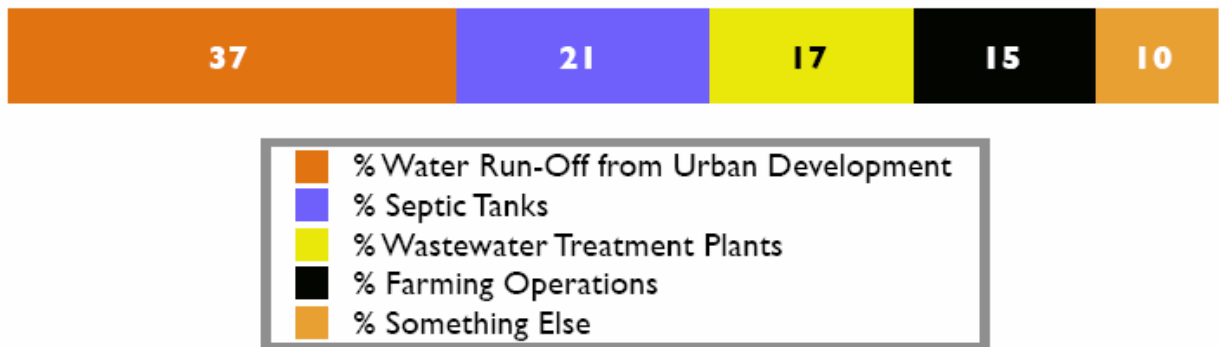 37 21 17 15 10
% Water Run-Off from Urban Development
% Septic Tanks
% Wastewater Treatment Plants
% Farming Operations
% Something Else